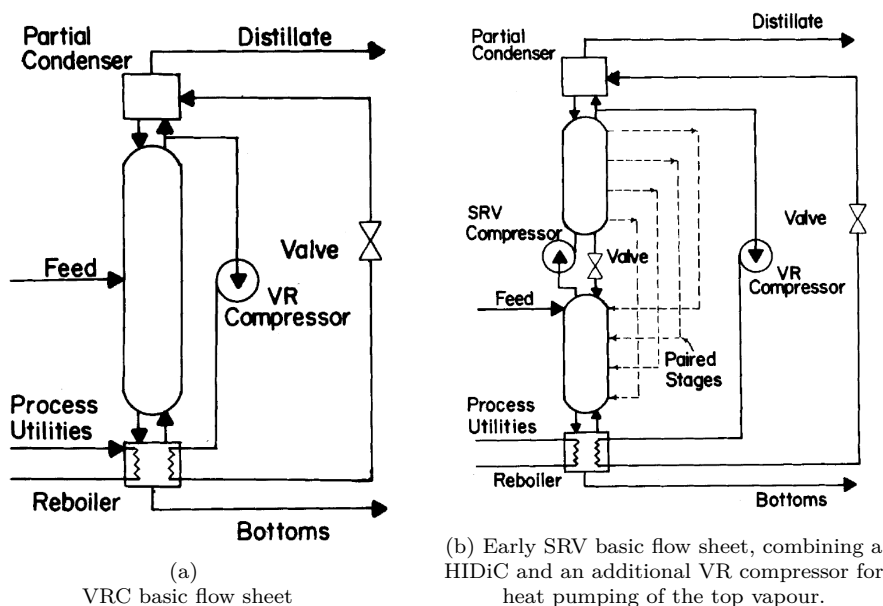 Partial
Condenser
Distillate
Feed
Valve
VR
Compressor
Process
Utilities
Reboiler
Bottoms
(a)
VRC basic flow sheet
Distillate
Partial
Condenser
SRV
Compressor
Valve
Valve
VR
Compressor
Feed
Paired
Stages
Process
Utilities
Reboiler
Bottoms
(b) Early SRV basic flow sheet, combining a
HIDiC and an additional VR compressor for
heat pumping of the top vapour.